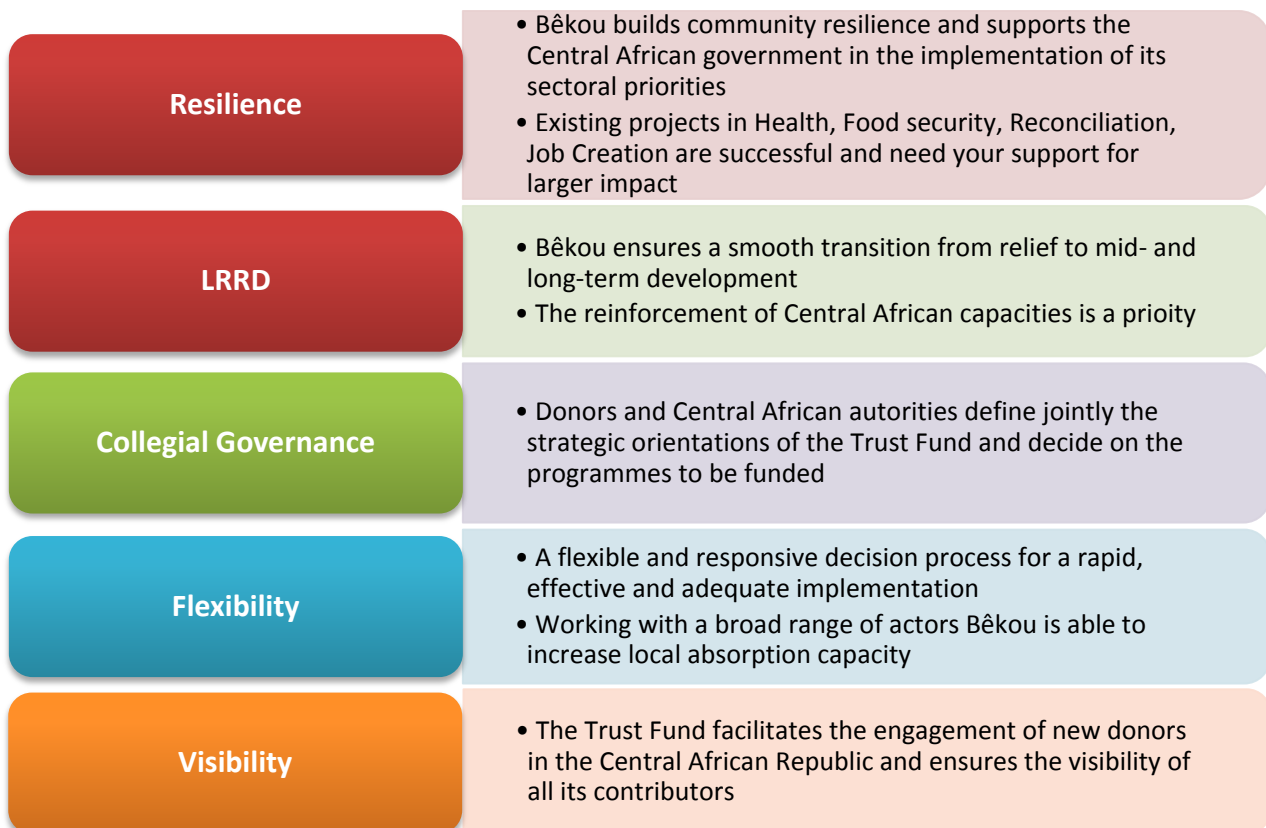 Resilience
• Bêkou builds community resilience and supports the
Central African government in the implementation of its
sectoral priorities
• Existing projects in Health, Food security, Reconciliation,
Job Creation are successful and need your support for
larger impact
LRRD
• Bêkou ensures a smooth transition from relief to mid- and
long-term development
• The reinforcement of Central African capacities is a prioity
Collegial Governance
• Donors and Central African autorities define jointly the
strategic orientations of the Trust Fund and decide on the
programmes to be funded
Flexibility
• A flexible and responsive decision process for a rapid,
effective and adequate implementation
• Working with a broad range of actors Bêkou is able to
increase local absorption capacity
Visibility
• The Trust Fund facilitates the engagement of new donors
in the Central African Republic and ensures the visibility of
all its contributors